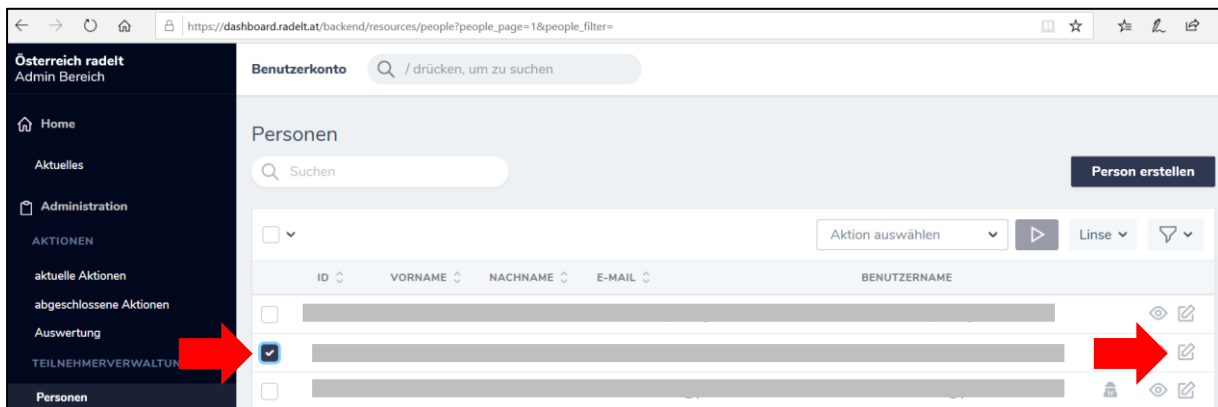 https://dashboard.radelt.at/backend/resources/people?people_page=1&people_filter=
Österreich radelt
Admin Bereich
Benutzerkonto / drücken, um zu suchen
Home
Aktuelles
Administration
AKTIONEN
aktuelle Aktionen
abgeschlossene Aktionen
Auswertung
Personen
Personen
Suchen
Person erstellen
Aktion auswählen Linse
ID VORNAME NACHNAME E-MAIL BENUTZERNAME